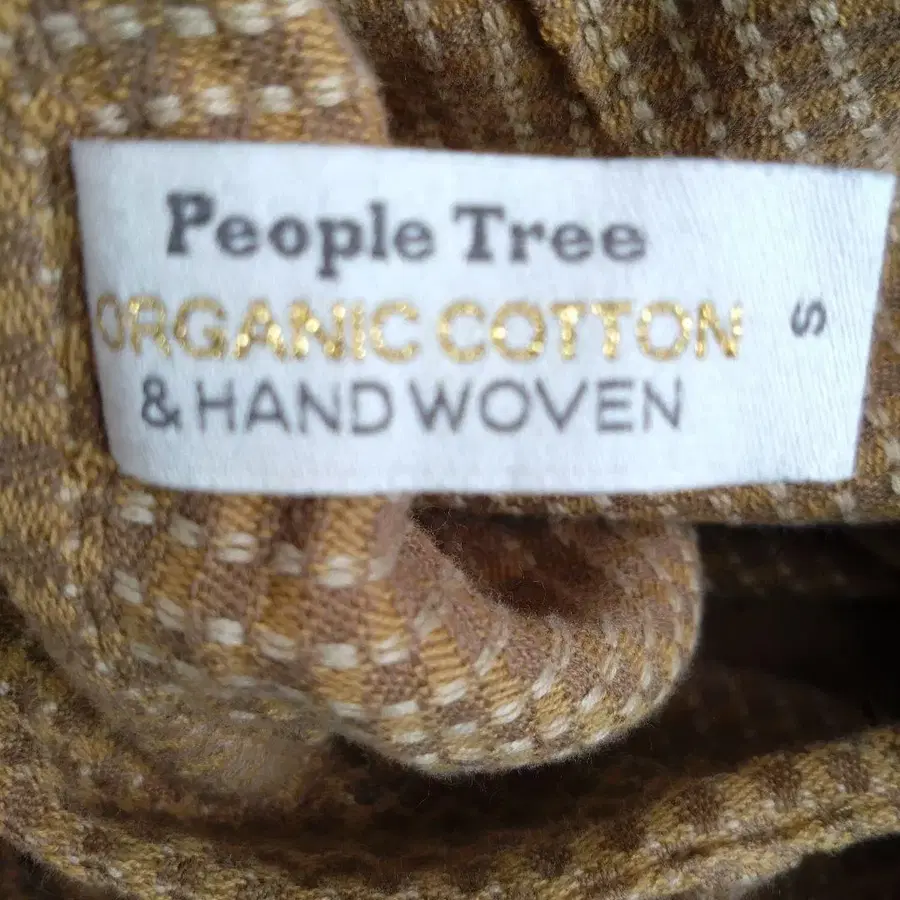 People Tree
ORGANIC COTTON
& HAND WOVEN
S